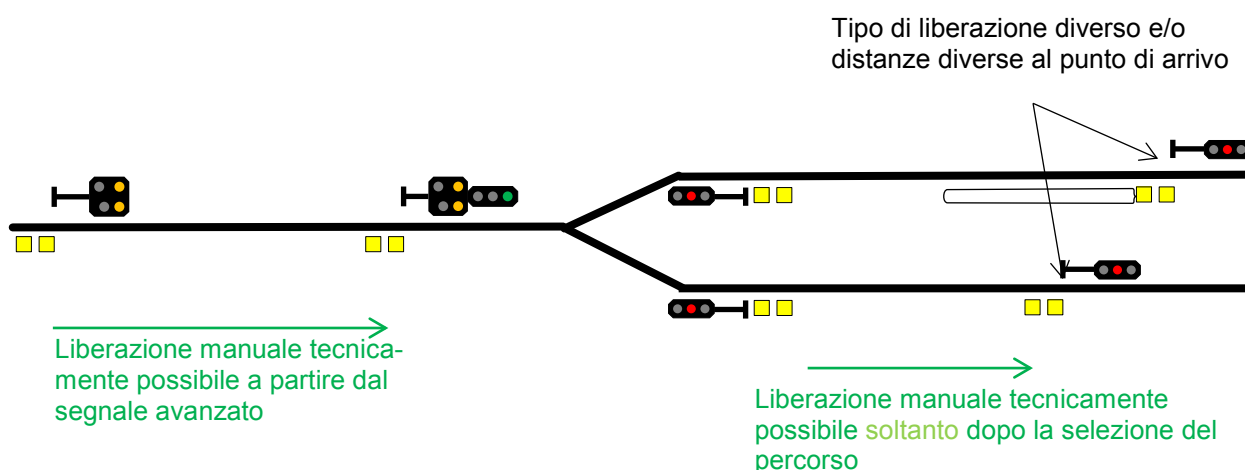 Tipo di liberazione diverso e/o
distanze diverse al punto di arrivo
Liberazione manuale tecnica-
mente possibile a partire dal
segnale avanzato
Liberazione manuale tecnicamente
possibile soltanto dopo la selezione del
percorso